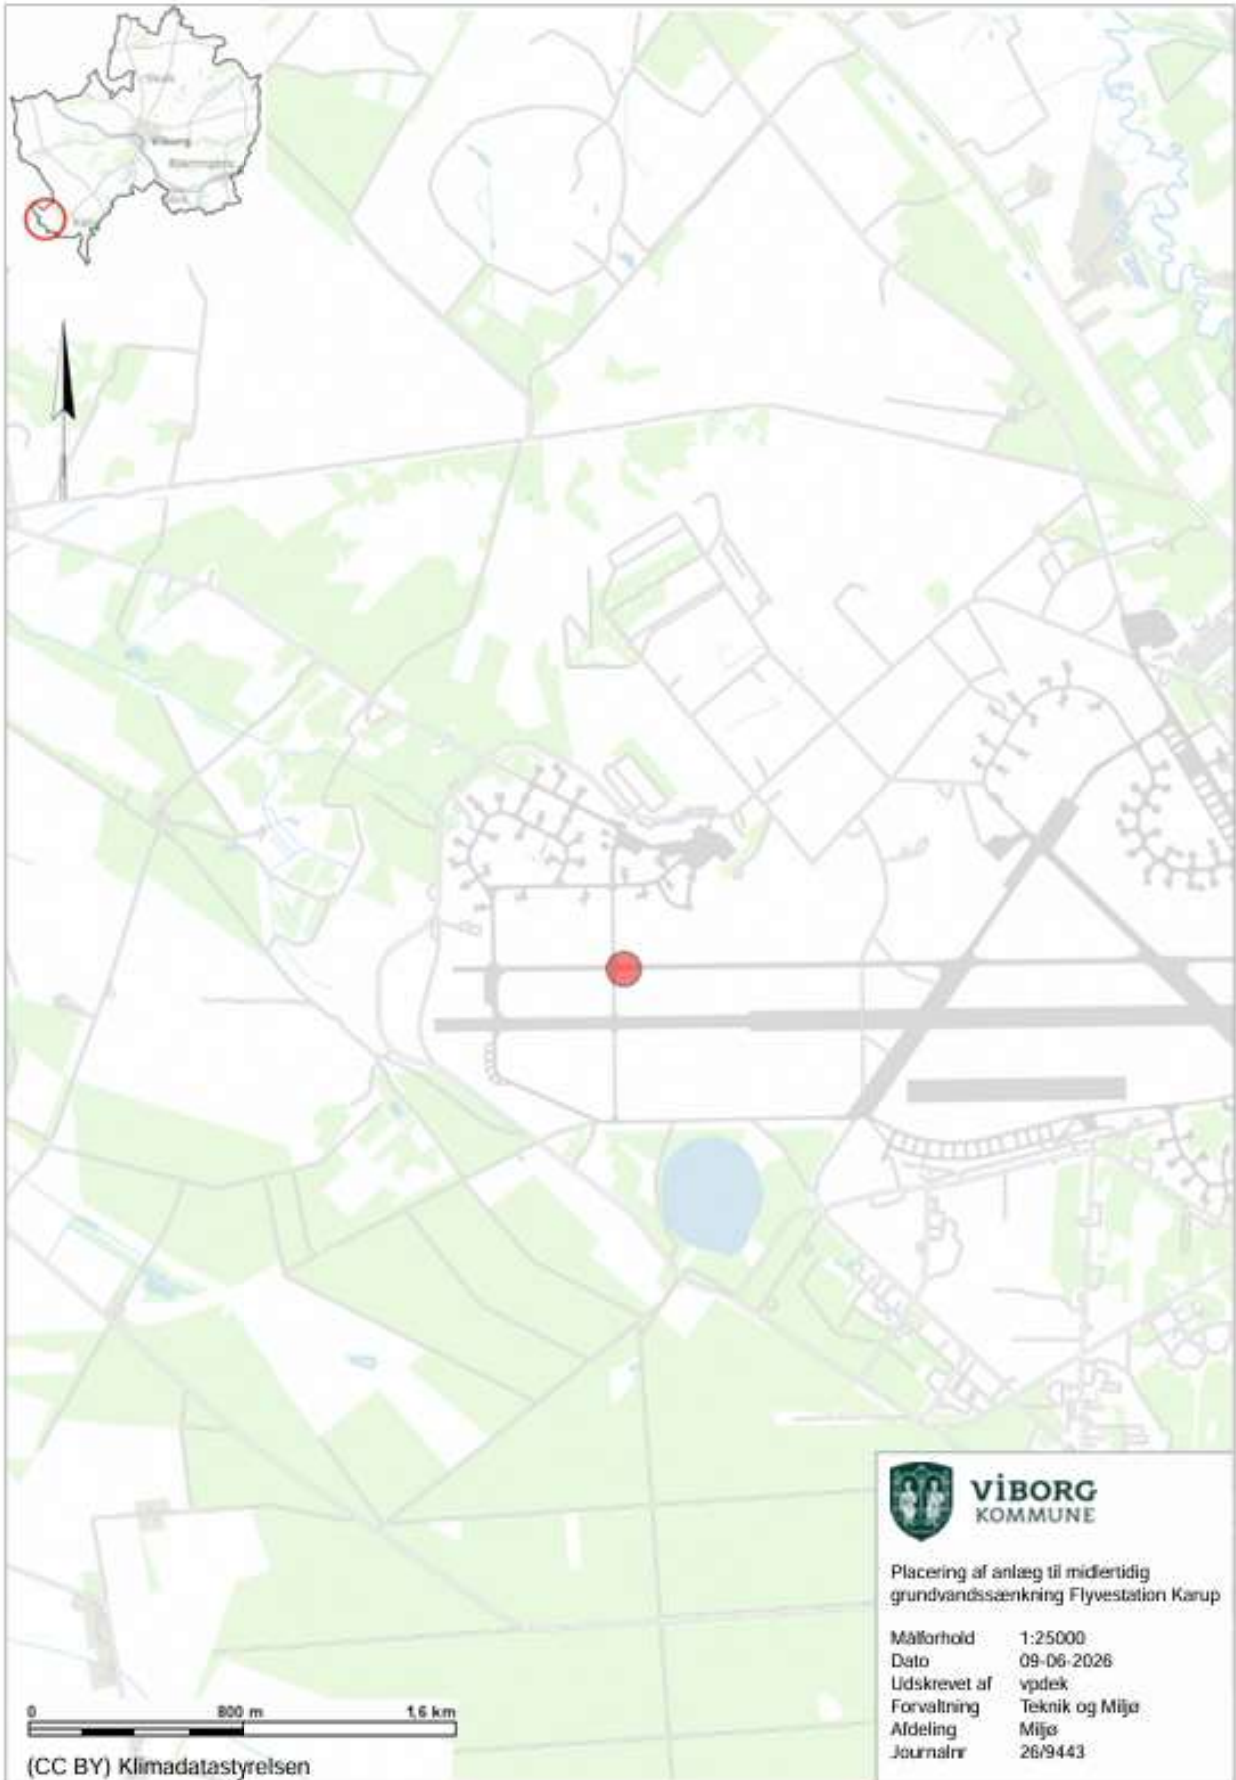 Viborg
VIBORG
KOMMUNE
Placering af anlæg til midlertidig
grundvandssænkning Flyvestation Karup
Målforhold 1:25000
Dato 09-06-2026
Udskrevet af vpdek
Forvaltning Teknik og Miljø
Afdeling Miljø
Journalnr 26/9443
0 800 m 1,6 km
(CC BY) Klimadatastyrelsen